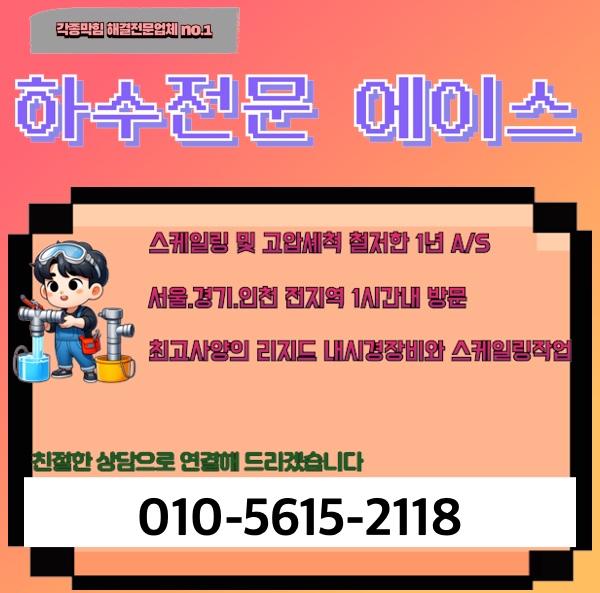 각종막힘 해결전문업체 no.1
하수전문 에이스
스케일링 및 고압세척 철저한 1년 A/S
서울.경기.인천 전지역 1시간내 방문
최고사양의 리지드 내시경장비와 스케일링작업
친절한 상담으로 연결해 드리겠습니다
010-5615-2118